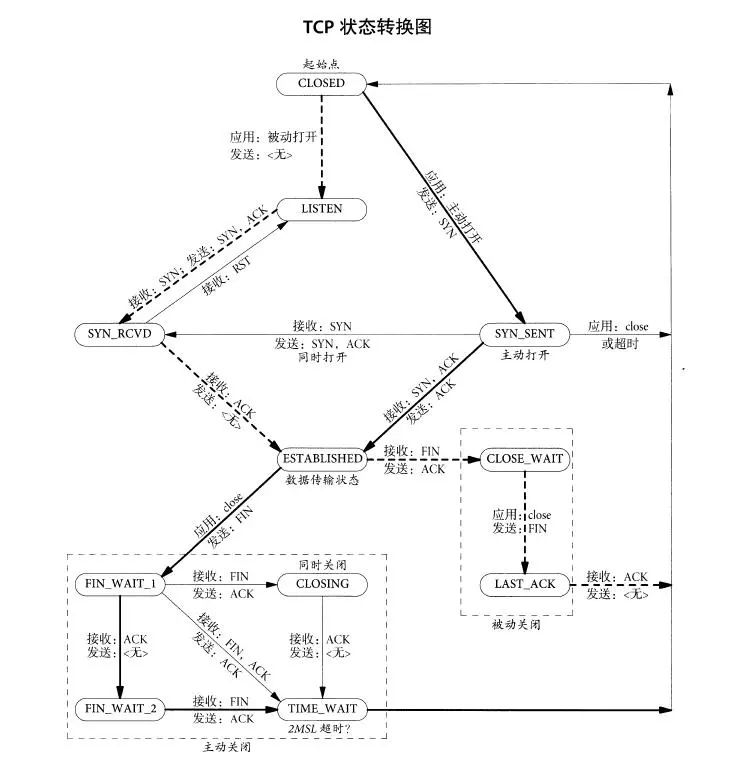 TCP 状态转换图
起始点
CLOSED
应用：被动打开
发送：<无>
应用：主动打开
发送：SYN
LISTEN
接收：SYN；发送：SYN，ACK
接收：RST
SYN_RCVD
接收：SYN
发送：SYN，ACK
同时打开
SYN_SENT
主动打开
应用：close
或超时
接收：ACK
发送：<无>
接收：SYN，ACK
发送：ACK
ESTABLISHED
数据传输状态
接收：FIN
发送：ACK
CLOSE_WAIT
应用：close
发送：FIN
应用：close
发送：FIN
LAST_ACK
接收：ACK
发送：<无>
被动关闭
同时关闭
FIN_WAIT_1
接收：FIN
发送：ACK
CLOSING
接收：ACK
发送：<无>
接收：FIN，ACK
发送：ACK
接收：ACK
发送：<无>
FIN_WAIT_2
接收：FIN
发送：ACK
TIME_WAIT
2MSL 超时？
主动关闭